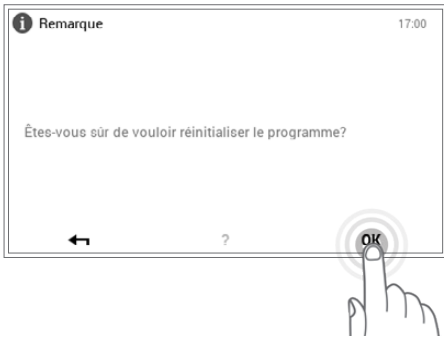 i Remarque 17:00
Êtes-vous sûr de vouloir réinitialiser le programme?
? OK